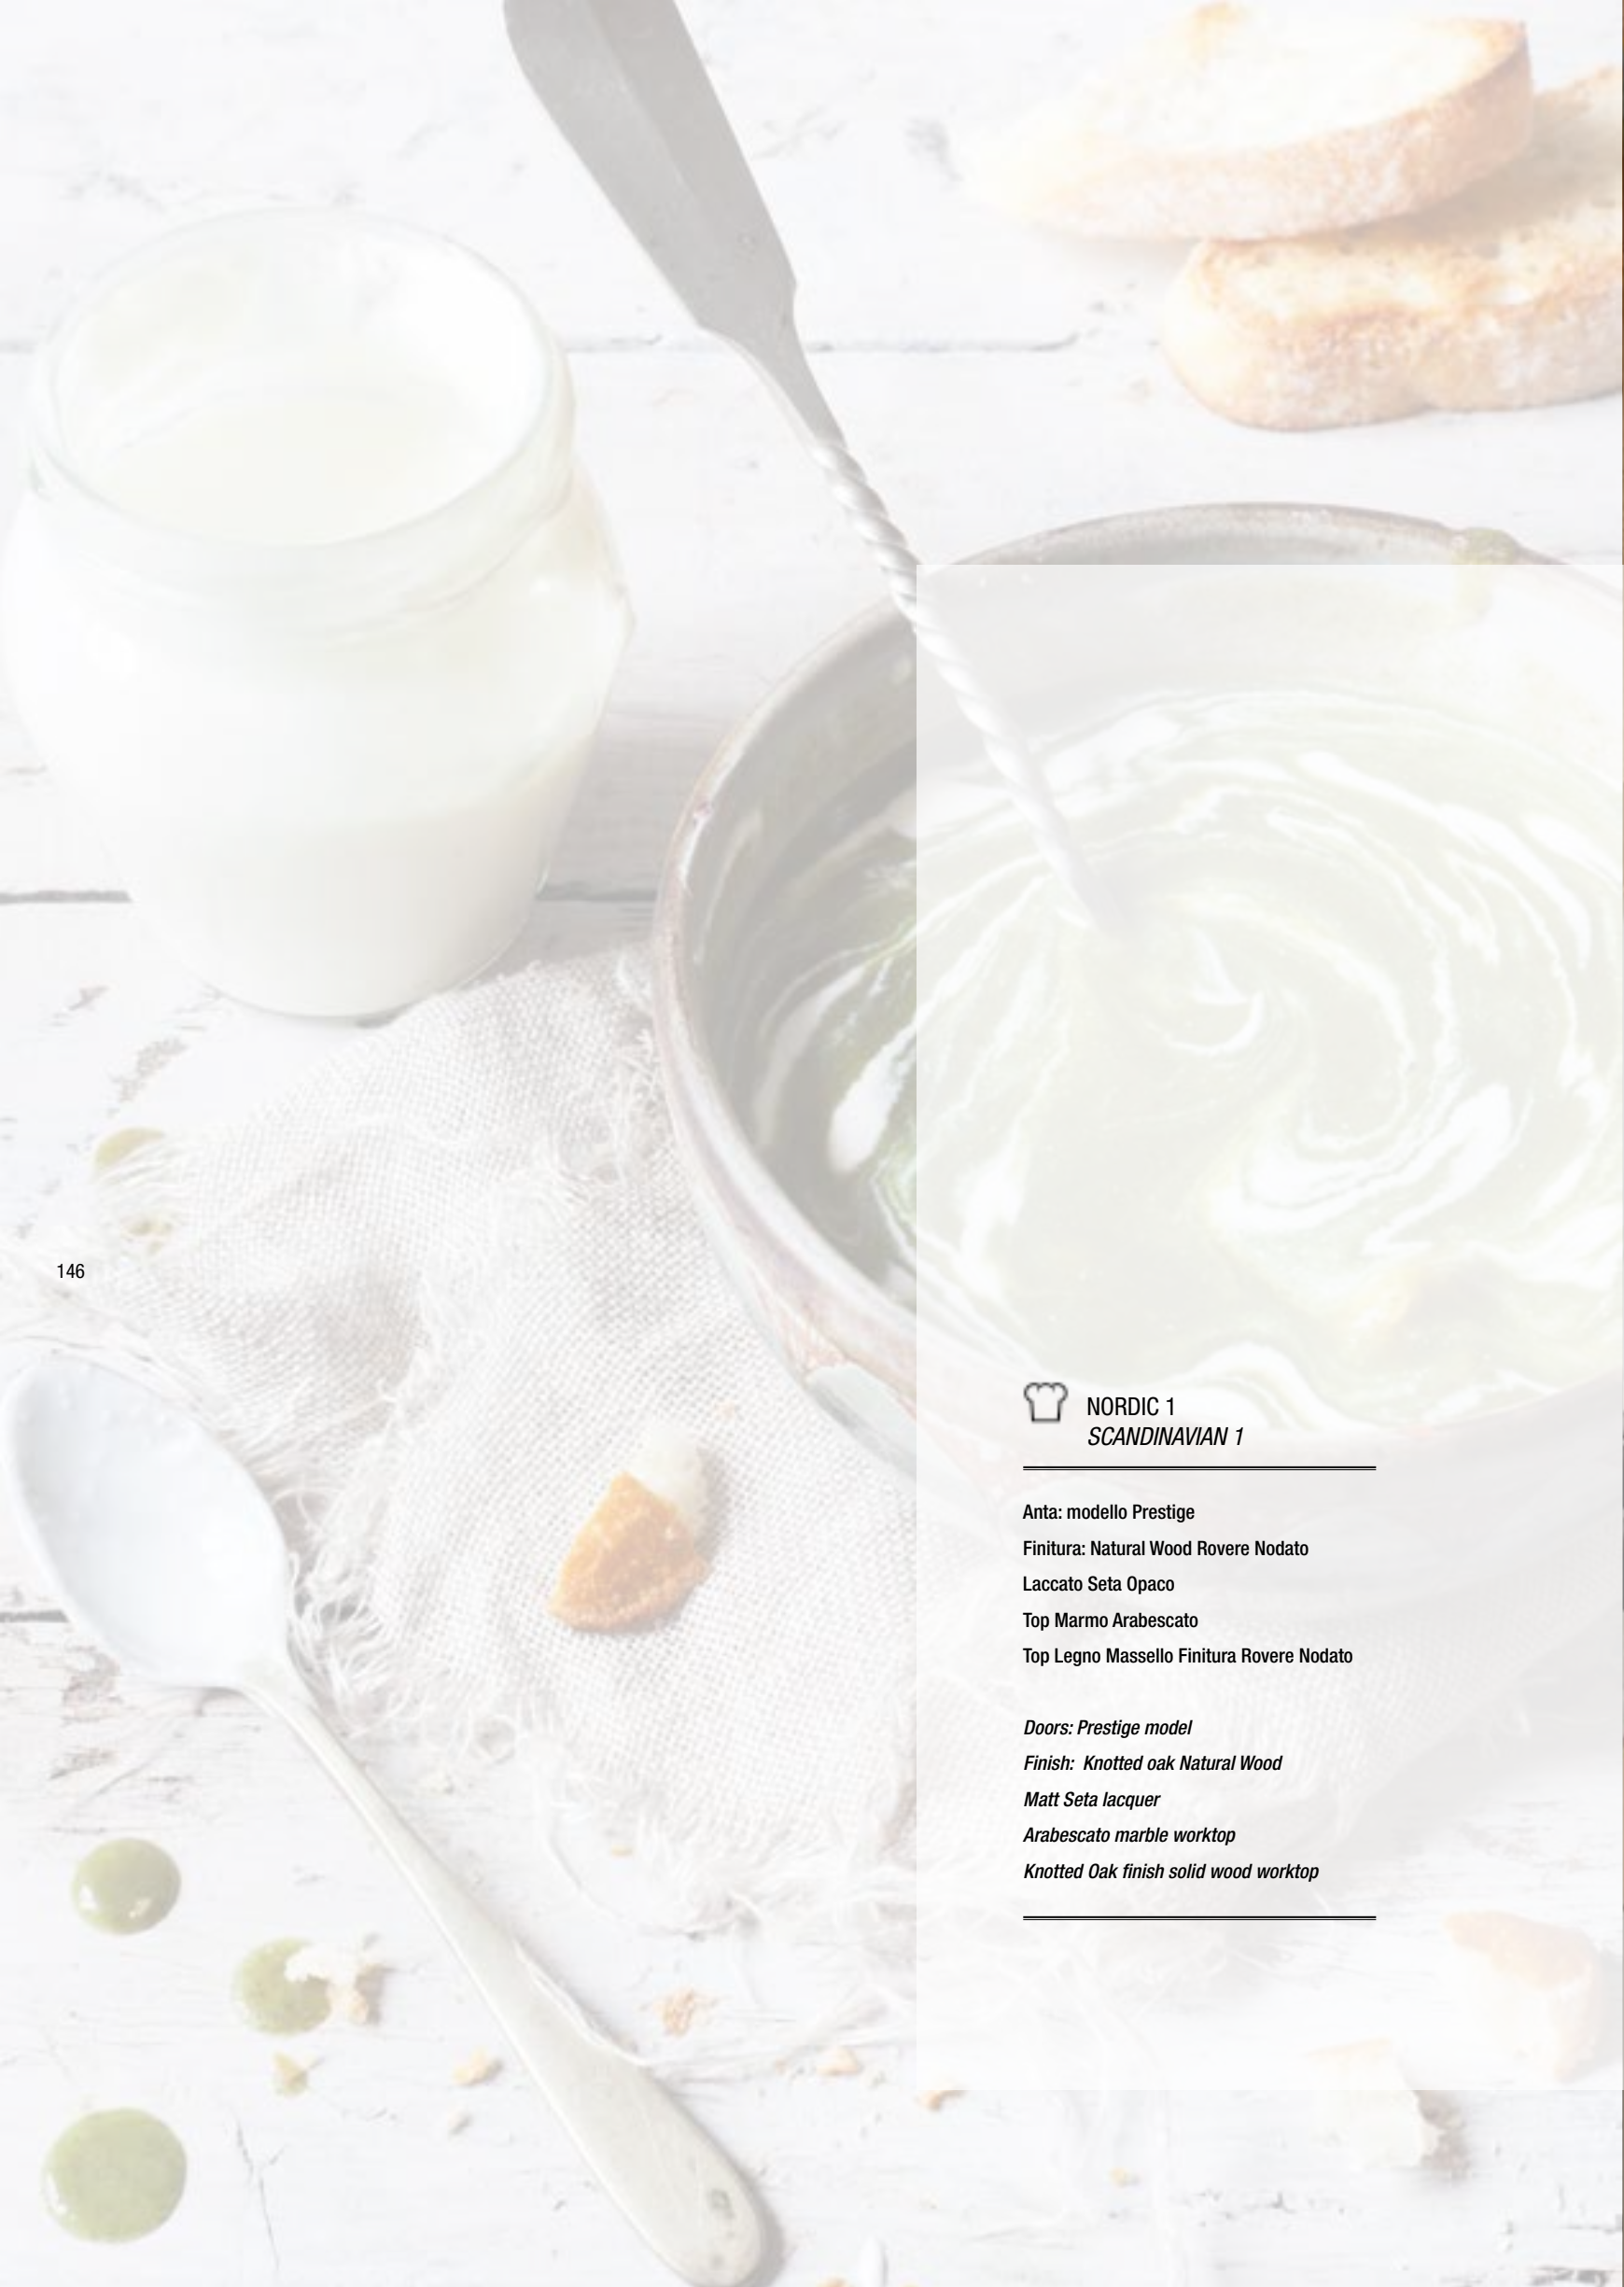 146
NORDIC 1
SCANDINAVIAN 1
Anta: modello Prestige
Finitura: Natural Wood Rovere Nodato
Laccato Seta Opaco
Top Marmo Arabescato
Top Legno Massello Finitura Rovere Nodato
Doors: Prestige model
Finish: Knotted oak Natural Wood
Matt Seta lacquer
Arabescato marble worktop
Knotted Oak finish solid wood worktop